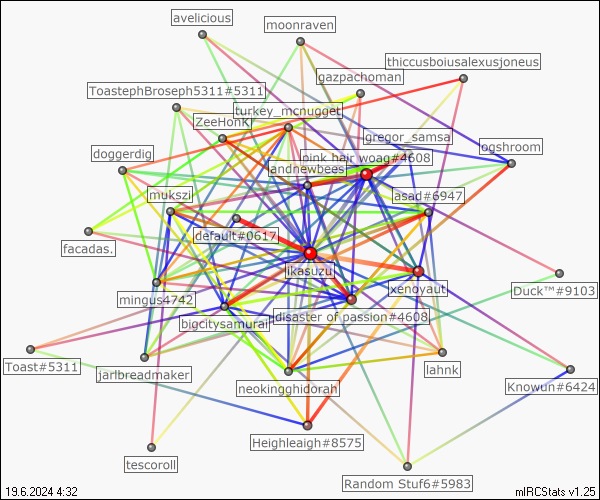 avelicious
moonraven
thiccusboiusalexusjoneus
gazpachoman
ToastephBroseph5311#5311
turkey_mcnugget
ZeeHonK
gregor_samsa
ogshroom
doggerdig
pink hair woag#4608
landnewbees
mukszi
asad#6947
default#0617
facadas.
likasuzu
xenoyaut
Duck™#9103
mingus4742
disaster of passion#4608
bigcitysamurai
Toast#5311
jarlbreadmaker
lahnk
neokingghidorah
Knowun#6424
Heighleaigh#8575
tescoroll
Random Stuf6#5983
19.6.2024 4:32
mIRCStats v1.25